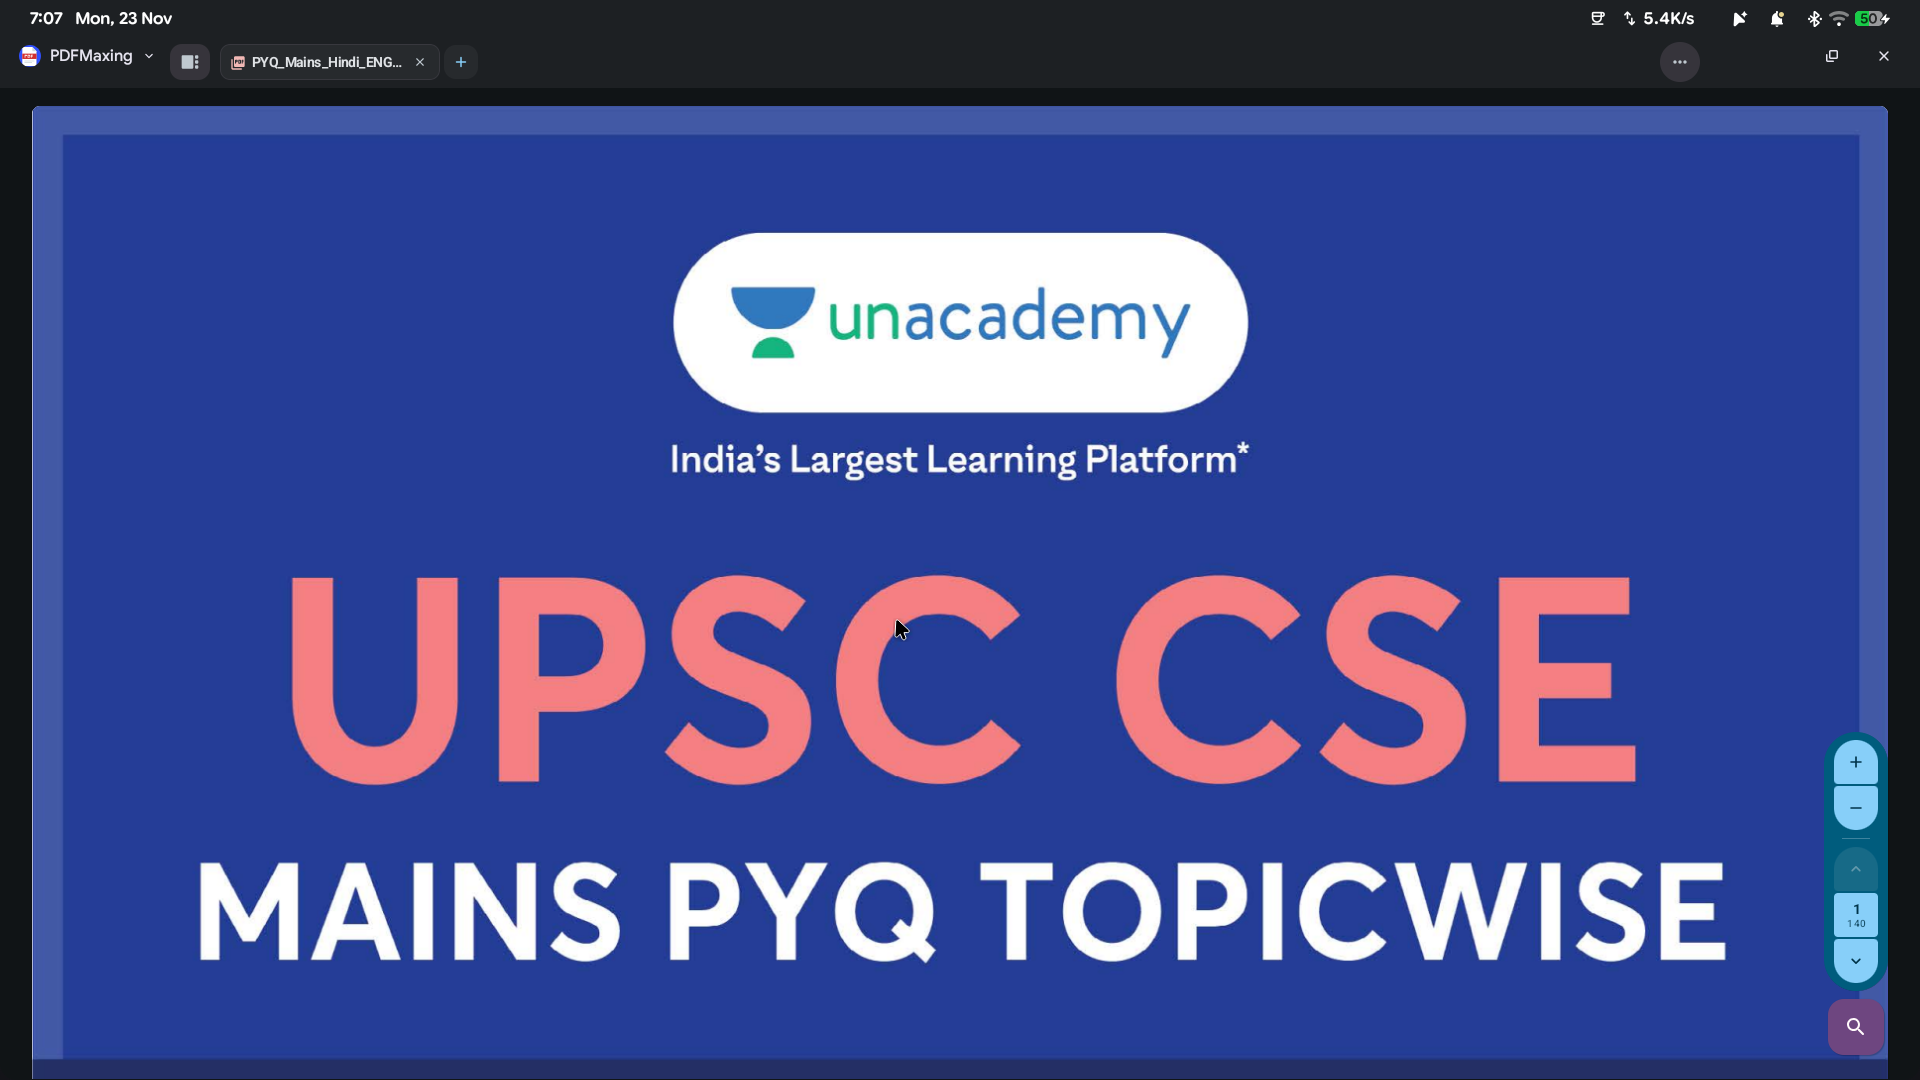 7:07 Mon, 23 Nov
5.4K/s
50
PDFMaxing
PYQ_Mains_Hindi_ENG...
unacademy
India's Largest Learning Platform*
UPSC CSE
MAINS PYQ TOPICWISE
1
140